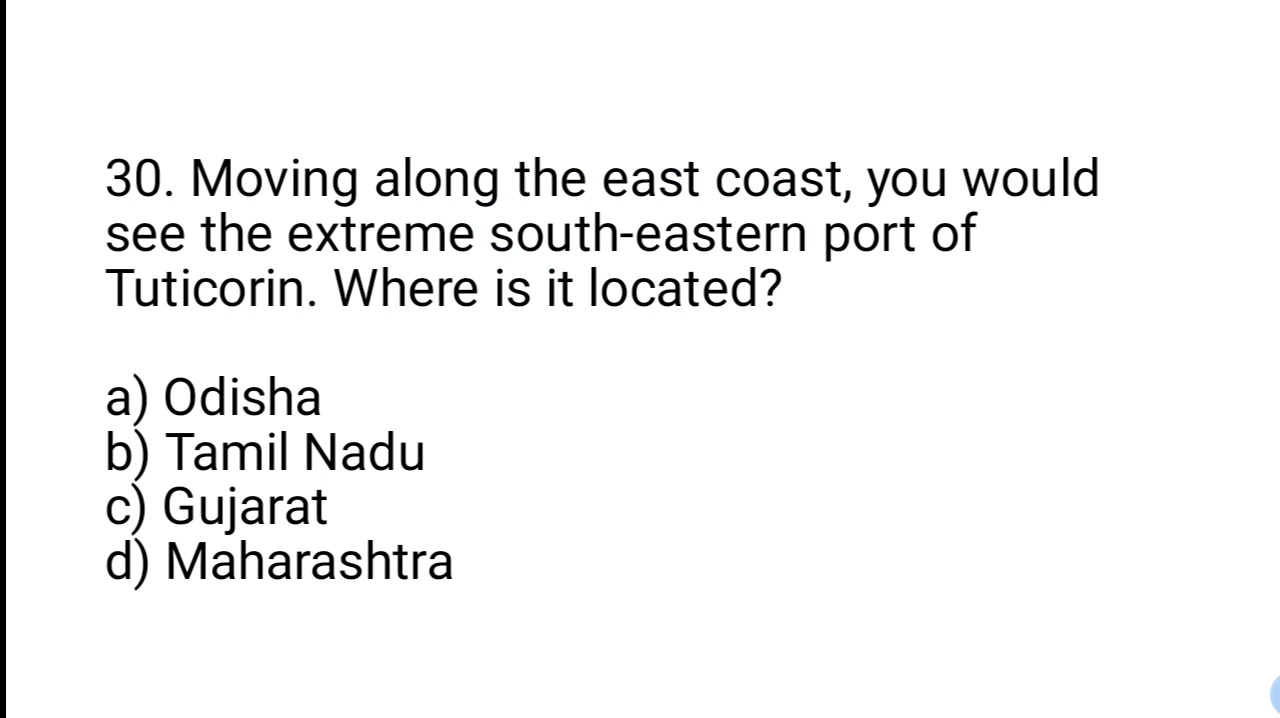 30. Moving along the east coast, you would
see the extreme south-eastern port of
Tuticorin. Where is it located?
a) Odisha
b) Tamil Nadu
c) Gujarat
d) Maharashtra